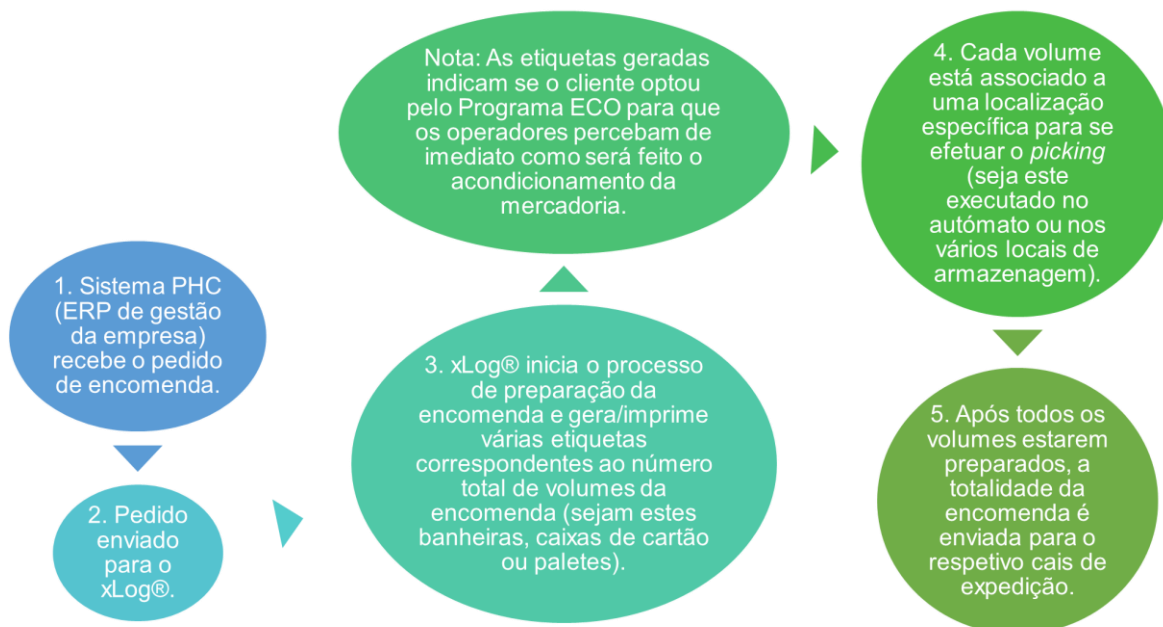 1. Sistema PHC
(ERP de gestão
da empresa)
recebe o pedido
de encomenda.
2. Pedido
enviado
para o
xLog®.
3. xLog® inicia o processo
de preparação da
encomenda e gera/imprime
várias etiquetas
correspondentes ao número
total de volumes da
encomenda (sejam estes
banheiras, caixas de cartão
ou paletes).
Nota: As etiquetas geradas
indicam se o cliente optou
pelo Programa ECO para que
os operadores percebam de
imediato como será feito o
acondicionamento da
mercadoria.
4. Cada volume
está associado a
uma localização
específica para se
efetuar o picking
(seja este
executado no
autómato ou nos
vários locais de
armazenagem).
5. Após todos os
volumes estarem
preparados, a
totalidade da
encomenda é
enviada para o
respetivo cais de
expedição.